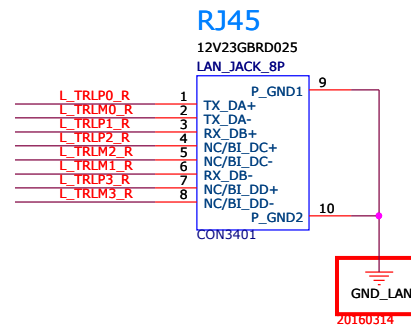 RJ45
12V23GBRD025
LAN_JACK_8P
P_GND1 9
L_TRLP0_R 1 TX_DA+
L_TRLM0_R 2 TX_DA-
L_TRLP1_R 3 RX_DB+
L_TRLP2_R 4 NC/BI_DC+
L_TRLM2_R 5 NC/BI_DC-
L_TRLM1_R 6 RX_DB-
L_TRLP3_R 7 NC/BI_DD+
L_TRLM3_R 8 NC/BI_DD-
P_GND2 10
CON3401
GND_LAN
20160314